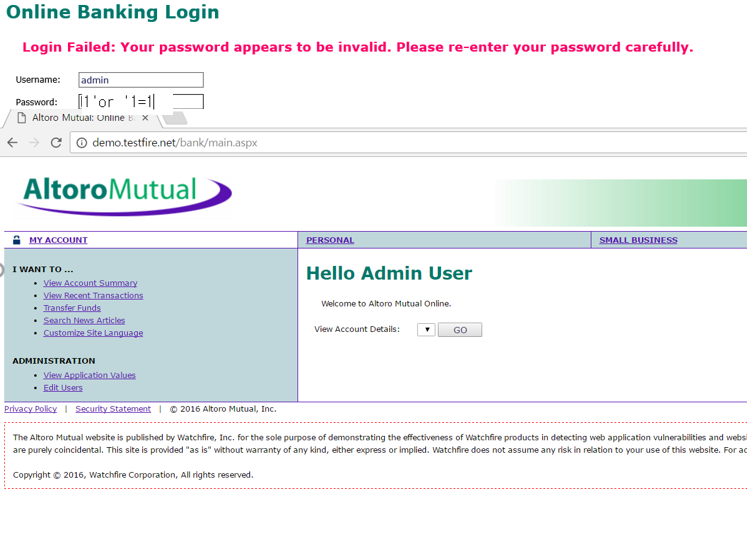 Online Banking Login
Login Failed: Your password appears to be invalid. Please re-enter your password carefully.
Username: admin
Password: 1'or '1=1
Altoro Mutual: Online B
demo.testfire.net/bank/main.aspx
AltoroMutual
MY ACCOUNT PERSONAL SMALL BUSINESS
I WANT TO ...
View Account Summary
View Recent Transactions
Transfer Funds
Search News Articles
Customize Site Language
ADMINISTRATION
View Application Values
Edit Users
Hello Admin User
Welcome to Altoro Mutual Online.
View Account Details: GO
Privacy Policy | Security Statement | © 2016 Altoro Mutual, Inc.
The Altoro Mutual website is published by Watchfire, Inc. for the sole purpose of demonstrating the effectiveness of Watchfire products in detecting web application vulnerabilities and websi
are purely coincidental. This site is provided "as is" without warranty of any kind, either express or implied. Watchfire does not assume any risk in relation to your use of this website. For ad
Copyright © 2016, Watchfire Corporation, All rights reserved.